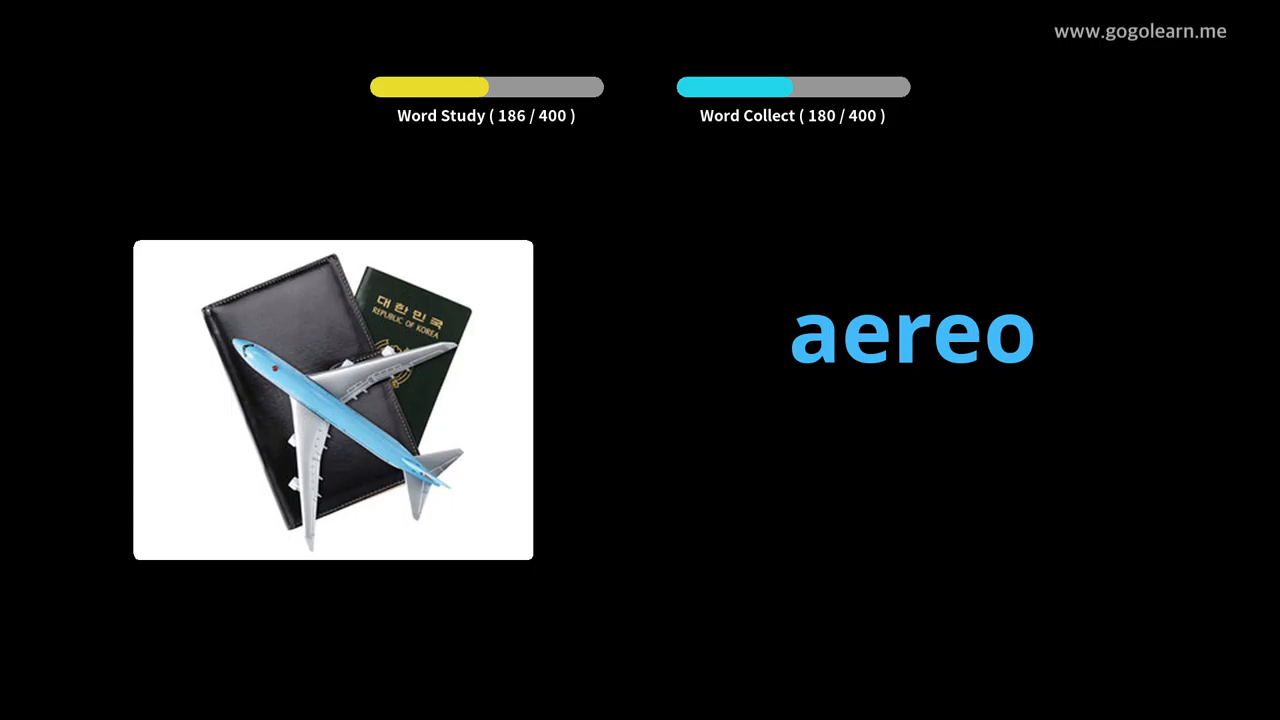 www.gogolearn.me
Word Study ( 186 / 400 )
Word Collect ( 180 / 400 )
대한민국
REPUBLIC OF KOREA
aereo